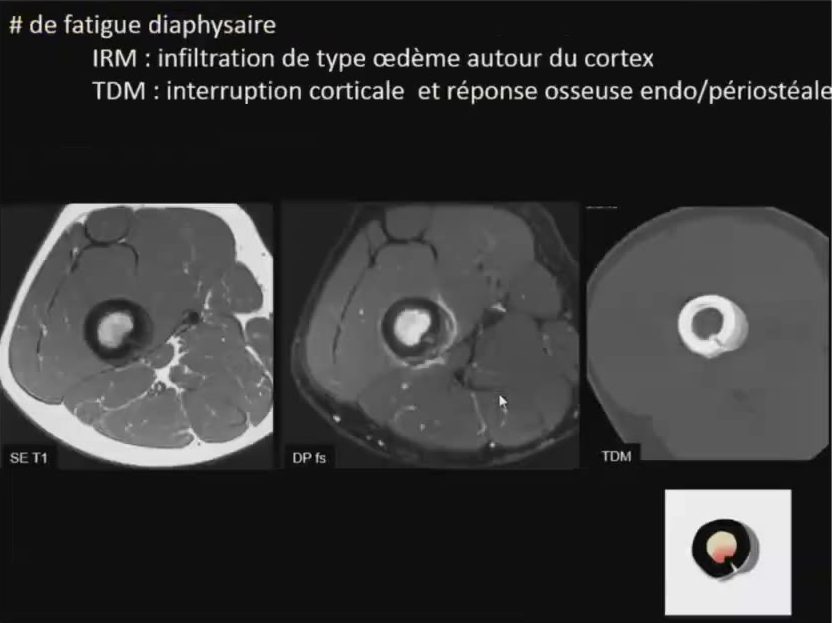 # de fatigue diaphysaire
IRM : infiltration de type œdème autour du cortex
TDM : interruption corticale et réponse osseuse endo/périostéale
SE T1
DP fs
TDM